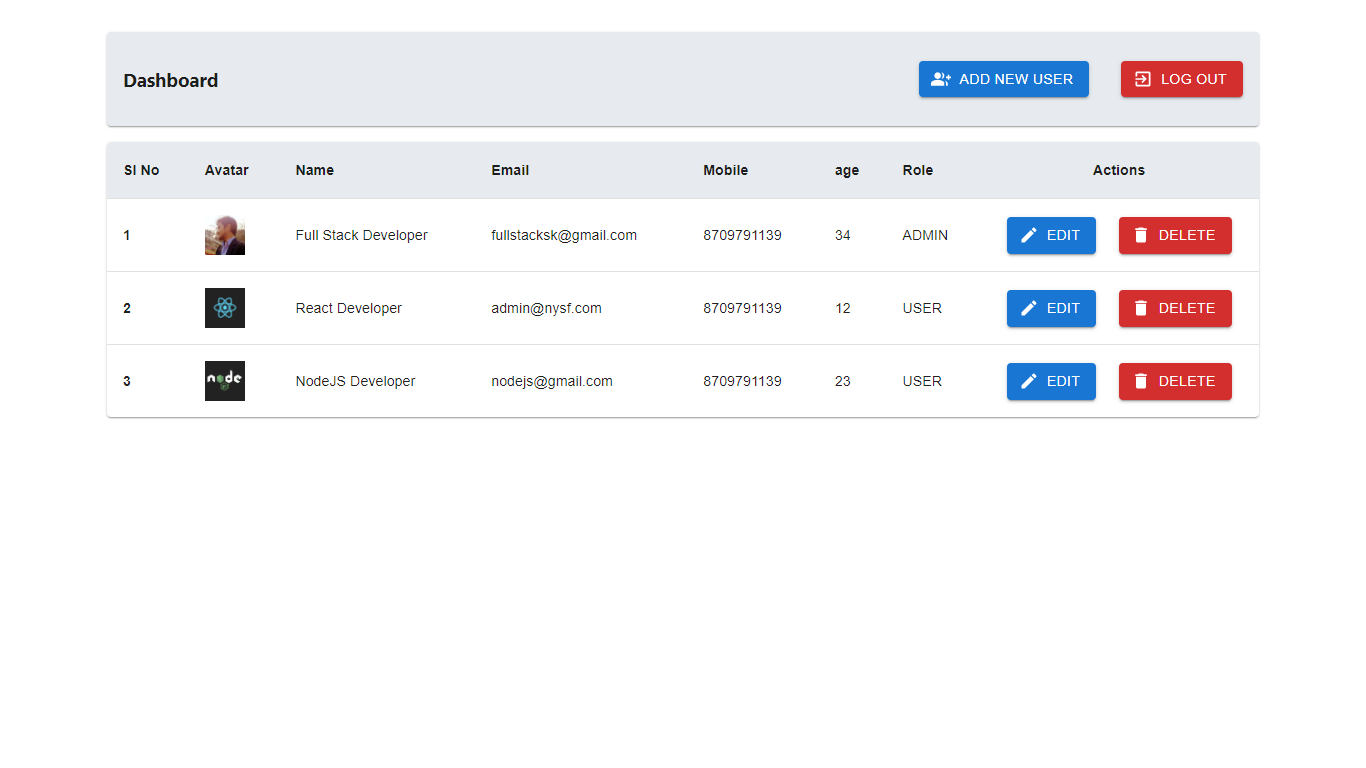 Dashboard ADD NEW USER LOG OUT
Sl No Avatar Name Email Mobile age Role Actions
1 Full Stack Developer fullstacksk@gmail.com 8709791139 34 ADMIN EDIT DELETE
2 React Developer admin@nysf.com 8709791139 12 USER EDIT DELETE
3 node NodeJS Developer nodejs@gmail.com 8709791139 23 USER EDIT DELETE